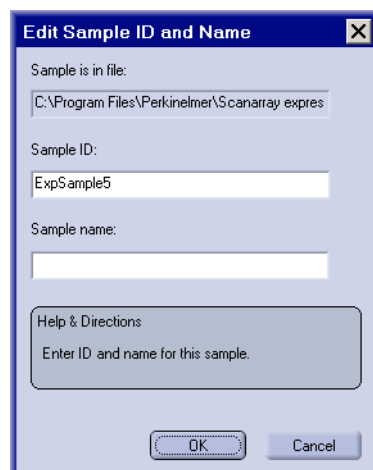 Edit Sample ID and Name
Sample is in file:
C:\Program Files\Perkinelmer\Scanarray expres
Sample ID:
ExpSample5
Sample name:
Help & Directions
Enter ID and name for this sample.
OK
Cancel